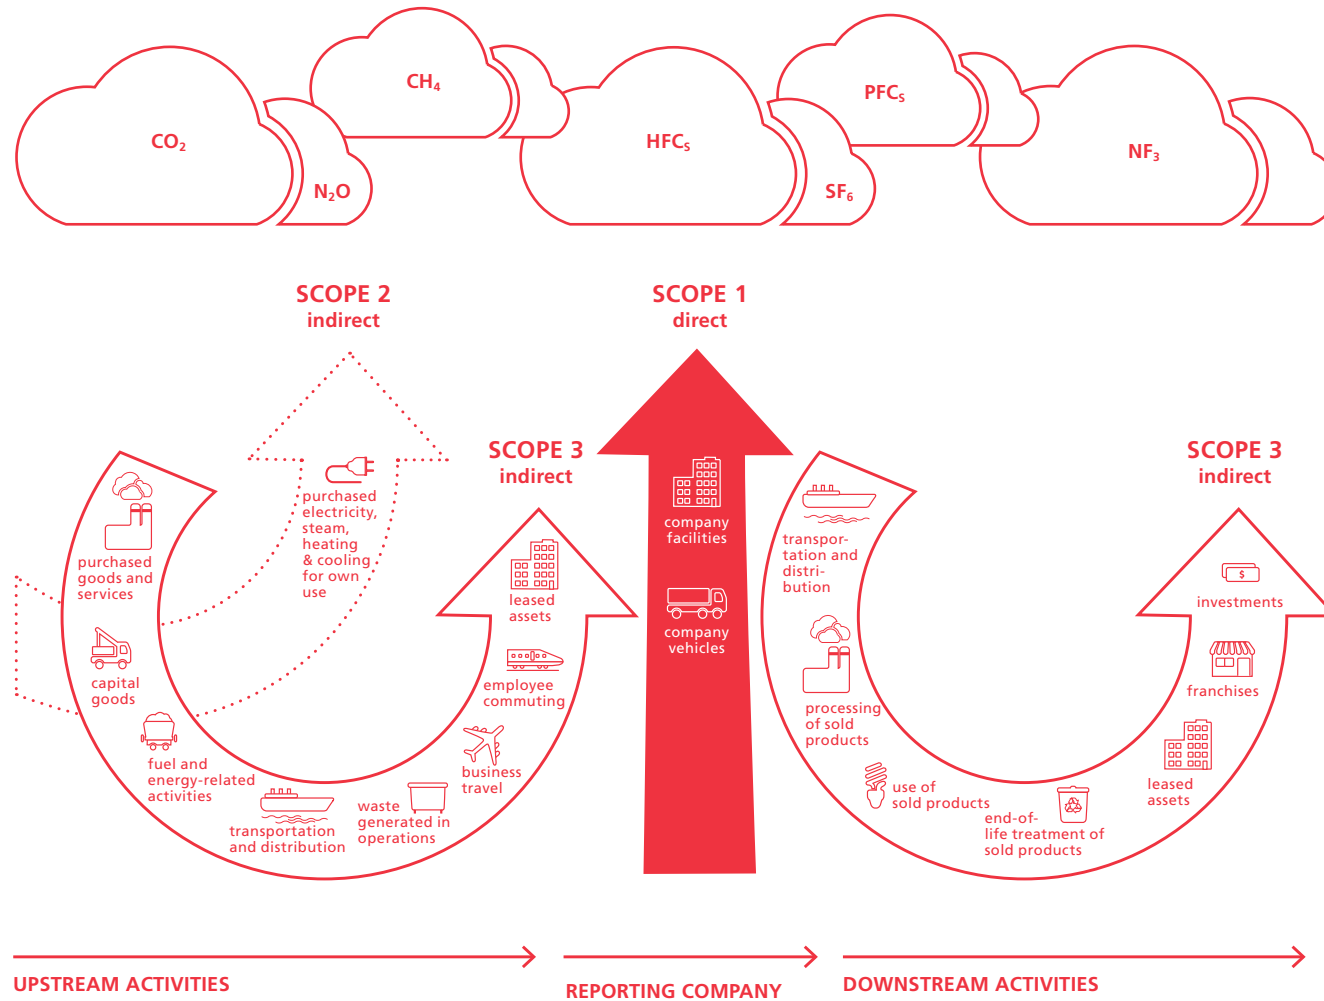 CO₂
N₂O
CH₄
HFCs
SF₆
PFCs
NF₃
SCOPE 2
indirect
SCOPE 1
direct
SCOPE 3
indirect
SCOPE 3
indirect
purchased
goods and
services
capital
goods
fuel and
energy-related
activities
transportation
and distribution
waste
generated in
operations
business
travel
employee
commuting
leased
assets
purchased
electricity,
steam,
heating
& cooling
for own
use
company
facilities
company
vehicles
transpor-
tation and
distri-
bution
processing
of sold
products
use of
sold products
end-of-
life treatment of
sold products
leased
assets
franchises
$
investments
UPSTREAM ACTIVITIES
REPORTING COMPANY
DOWNSTREAM ACTIVITIES